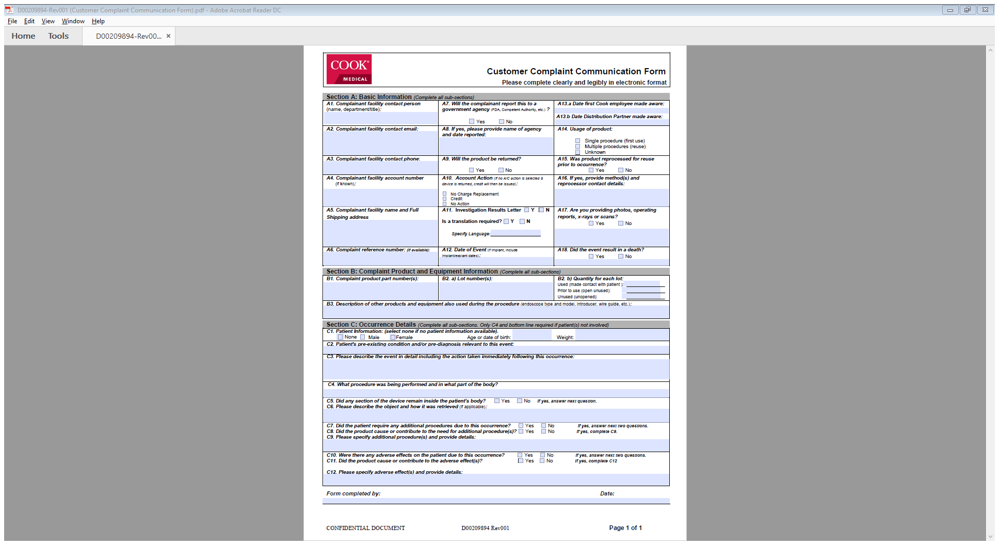 D00209894-Rev001 (Customer Complaint Communication Form).pdf - Adobe Acrobat Reader DC
File Edit View Window Help
Home Tools D00209894-Rev00... ×
COOK®
MEDICAL
Customer Complaint Communication Form
Please complete clearly and legibly in electronic format
Section A: Basic Information (Complete all sub-sections)
A1. Complainant facility contact person
(name, department/title):
A7. Will the complainant report this to a
government agency (FDA, Competent Authority, etc.) ?
Yes No
A13.a Date first Cook employee made aware:
A13.b Date Distribution Partner made aware:
A2. Complainant facility contact email:
A8. If yes, please provide name of agency
and date reported:
A14. Usage of product:
Single procedure (first use)
Multiple procedures (reuse)
Unknown
A3. Complainant facility contact phone:
A9. Will the product be returned?
Yes No
A15. Was product reprocessed for reuse
prior to occurrence?
Yes No
A4. Complainant facility account number
(if known):
A10. Account Action (if no A/C action is selected &
device is returned, credit will then be issued):
No Charge Replacement
Credit
No Action
A16. If yes, provide method(s) and
reprocessor contact details:
A5. Complainant facility name and Full
Shipping address
A11. Investigation Results Letter Y N
Is a translation required? Y N
Specify Language:
A17. Are you providing photos, operating
reports, x-rays or scans?
Yes No
A6. Complaint reference number: (if available):
A12. Date of Event (if implant, include
implant/explant dates):
A18. Did the event result in a death?
Yes No
Section B: Complaint Product and Equipment Information (Complete all sub-sections)
B1. Complaint product part number(s):
B2. a) Lot number(s):
B2. b) Quantity for each lot:
Used (made contact with patient ):
Prior to use (open unused):
Unused (unopened):
B3. Description of other products and equipment also used during the procedure (endoscope type and model, introducer, wire guide, etc.):
Section C: Occurrence Details (Complete all sub-sections. Only C4 and bottom line required if patient(s) not involved)
C1. Patient Information: (select none if no patient information available).
None Male Female Age or date of birth: Weight:
C2. Patient's pre-existing condition and/or pre-diagnosis relevant to this event:
C3. Please describe the event in detail including the action taken immediately following this occurrence:
C4. What procedure was being performed and in what part of the body?
C5. Did any section of the device remain inside the patient's body? Yes No If yes, answer next question.
C6. Please describe the object and how it was retrieved (if applicable):
C7. Did the patient require any additional procedures due to this occurrence? Yes No If yes, answer next two questions.
C8. Did the product cause or contribute to the need for additional procedure(s)? Yes No If yes, complete C9.
C9. Please specify additional procedure(s) and provide details:
C10. Were there any adverse effects on the patient due to this occurrence? Yes No If yes, answer next two questions.
C11. Did the product cause or contribute to the adverse effect(s)? Yes No If yes, complete C12
C12. Please specify adverse effect(s) and provide details:
Form completed by: Date:
CONFIDENTIAL DOCUMENT D00209894 Rev001 Page 1 of 1